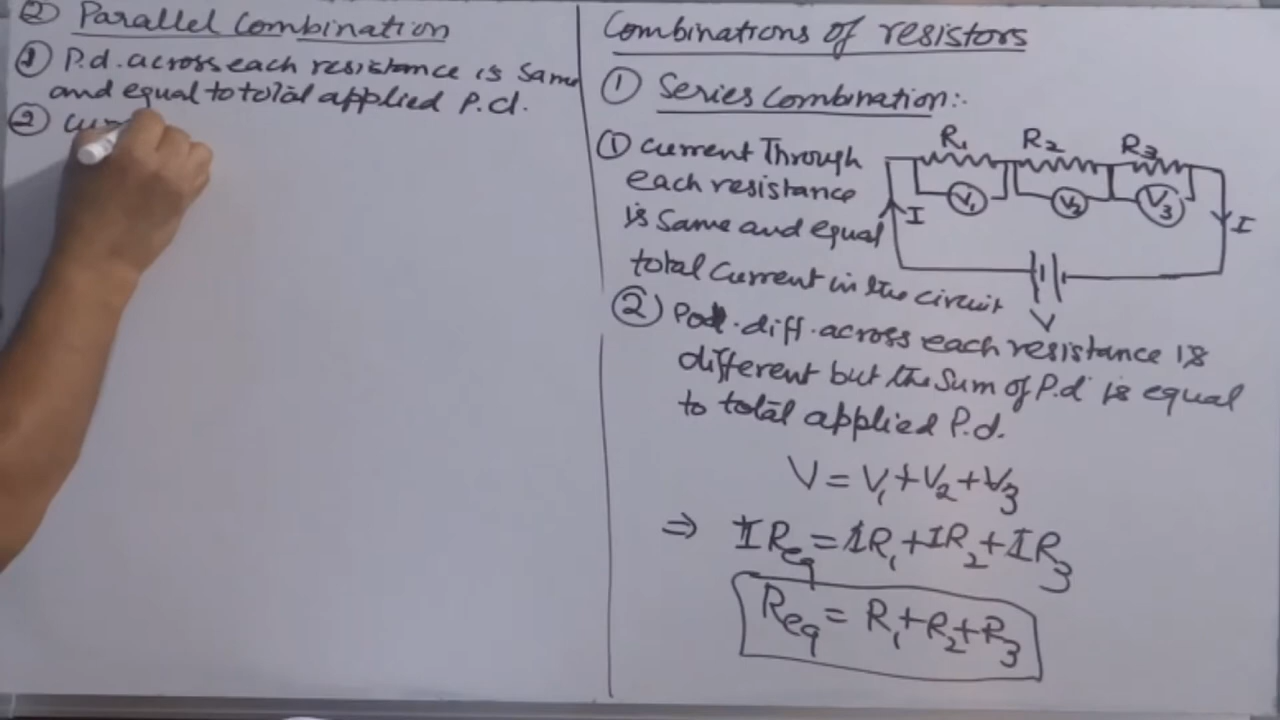 ② Parallel Combination
① P.d. across each resistance is Same
and equal to total applied P.d.
②
Combinations of resistors
① Series Combination:.
① Current Through
each resistance
is Same and equal
total Current in the circuit
R₁ R₂ R₃
V₁ V₂ V₃
I I
V
② Pot. diff. across each resistance is
different but the Sum of P.d is equal
to total applied P.d.
V = V₁ + V₂ + V₃
⇒ I Req = IR₁ + IR₂ + IR₃
Req = R₁ + R₂ + R₃